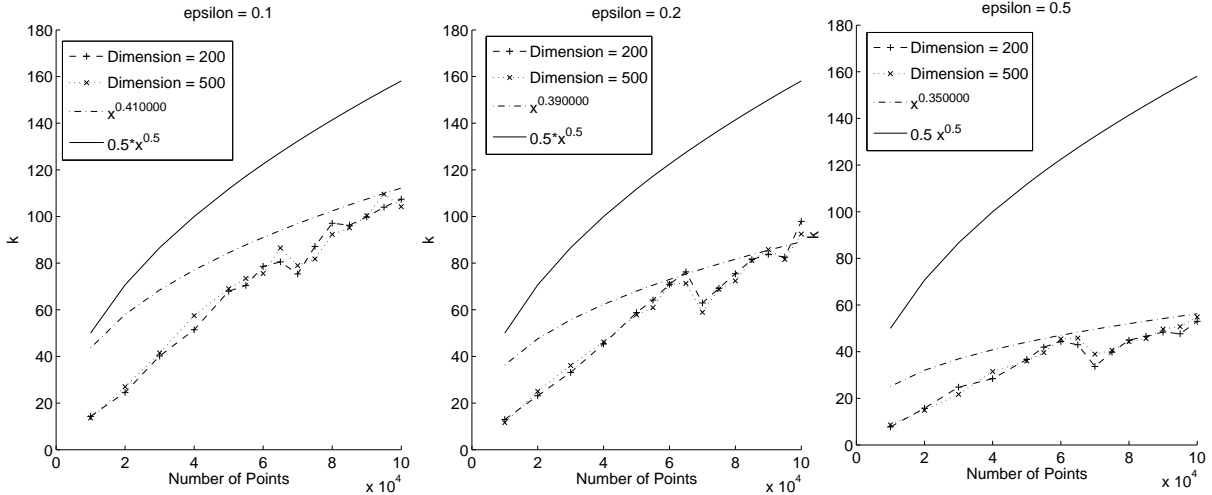 epsilon = 0.1
180
160
140
120
100
80
60
40
20
0
k
Dimension = 200
Dimension = 500
x^0.410000
0.5*x^0.5
0 2 4 6 8 10
Number of Points
x 10^4
epsilon = 0.2
180
160
140
120
100
80
60
40
20
0
k
Dimension = 200
Dimension = 500
x^0.390000
0.5*x^0.5
0 2 4 6 8 10
Number of Points
x 10^4
epsilon = 0.5
180
160
140
120
100
80
60
40
20
0
k
Dimension = 200
Dimension = 500
x^0.350000
0.5 x^0.5
0 2 4 6 8 10
Number of Points
x 10^4